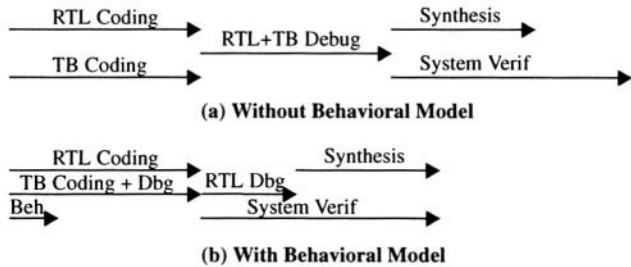 RTL Coding
Synthesis
RTL+TB Debug
TB Coding
System Verif
(a) Without Behavioral Model
RTL Coding
Synthesis
TB Coding + Dbg
RTL Dbg
Beh
System Verif
(b) With Behavioral Model